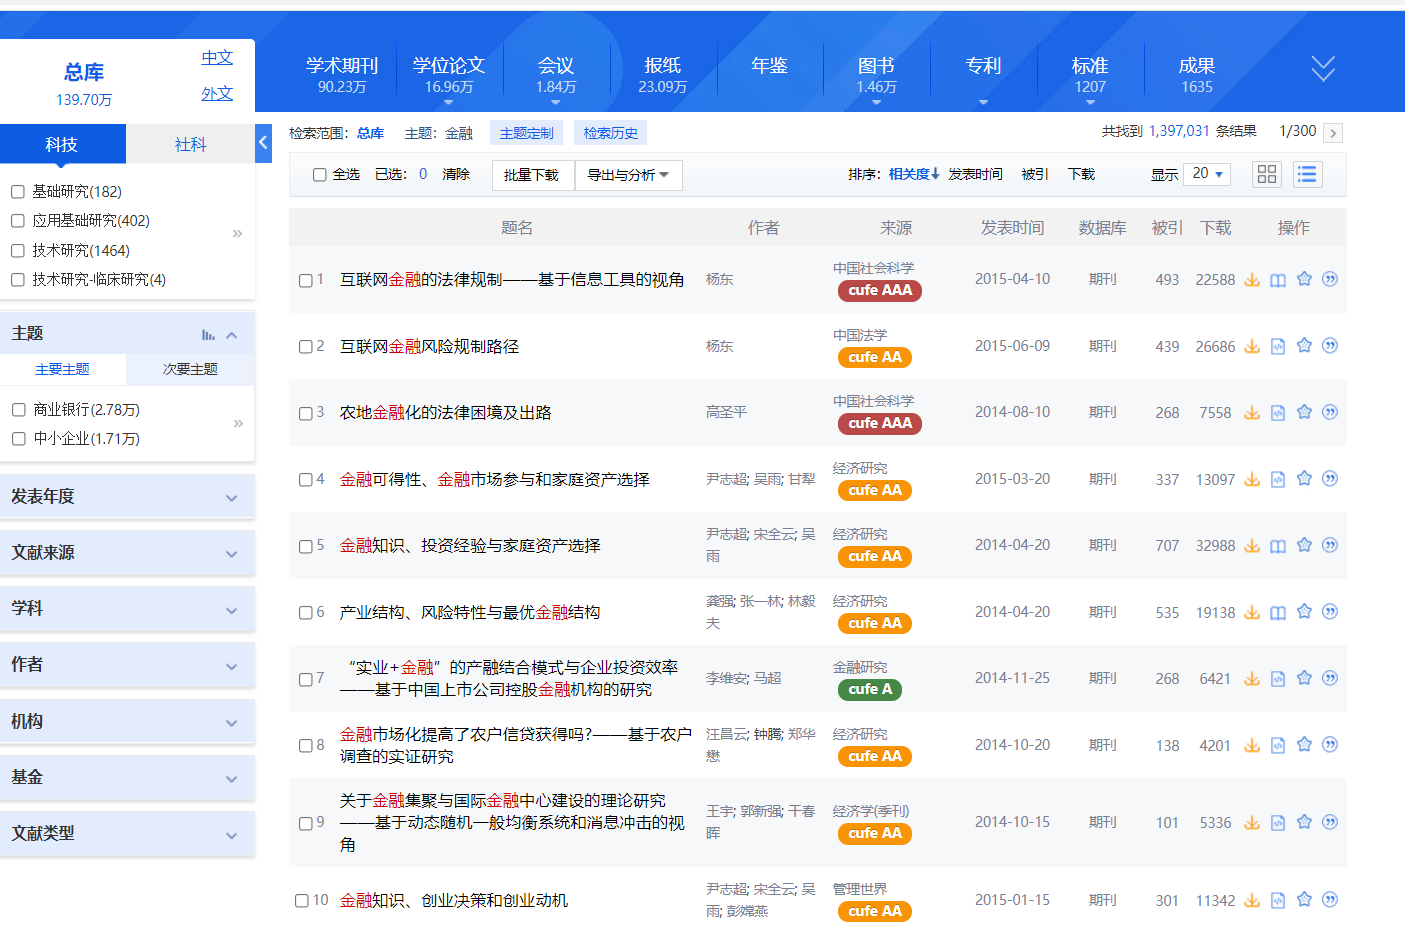 总库
139.70万
中文
外文
学术期刊
90.23万
学位论文
16.96万
会议
1.84万
报纸
23.09万
年鉴
图书
1.46万
专利
标准
1207
成果
1635
科技
社科
基础研究(182)
应用基础研究(402)
技术研究(1464)
技术研究-临床研究(4)
主题
主要主题
次要主题
商业银行(2.78万)
中小企业(1.71万)
发表年度
文献来源
学科
作者
机构
基金
文献类型
检索范围：总库 主题：金融 主题定制 检索历史 共找到 1,397,031 条结果 1/300
全选 已选：0 清除 批量下载 导出与分析 排序：相关度 发表时间 被引 下载 显示 20
题名 作者 来源 发表时间 数据库 被引 下载 操作
1 互联网金融的法律规制——基于信息工具的视角 杨东 中国社会科学 cufe AAA 2015-04-10 期刊 493 22588
2 互联网金融风险规制路径 杨东 中国法学 cufe AA 2015-06-09 期刊 439 26686
3 农地金融化的法律困境及出路 高圣平 中国社会科学 cufe AAA 2014-08-10 期刊 268 7558
4 金融可得性、金融市场参与和家庭资产选择 尹志超; 吴雨; 甘犁 经济研究 cufe AA 2015-03-20 期刊 337 13097
5 金融知识、投资经验与家庭资产选择 尹志超; 宋全云; 吴雨 经济研究 cufe AA 2014-04-20 期刊 707 32988
6 产业结构、风险特性与最优金融结构 龚强; 张一林; 林毅夫 经济研究 cufe AA 2014-04-20 期刊 535 19138
7 “实业+金融”的产融结合模式与企业投资效率
——基于中国上市公司控股金融机构的研究 李维安; 马超 金融研究 cufe A 2014-11-25 期刊 268 6421
8 金融市场化提高了农户信贷获得吗?——基于农户
调查的实证研究 汪昌云; 钟腾; 郑华懋 经济研究 cufe AA 2014-10-20 期刊 138 4201
9 关于金融集聚与国际金融中心建设的理论研究
——基于动态随机一般均衡系统和消息冲击的视
角 王宇; 郭新强; 干春晖 经济学(季刊) cufe AA 2014-10-15 期刊 101 5336
10 金融知识、创业决策和创业动机 尹志超; 宋全云; 吴雨; 彭嫦燕 管理世界 cufe AA 2015-01-15 期刊 301 11342